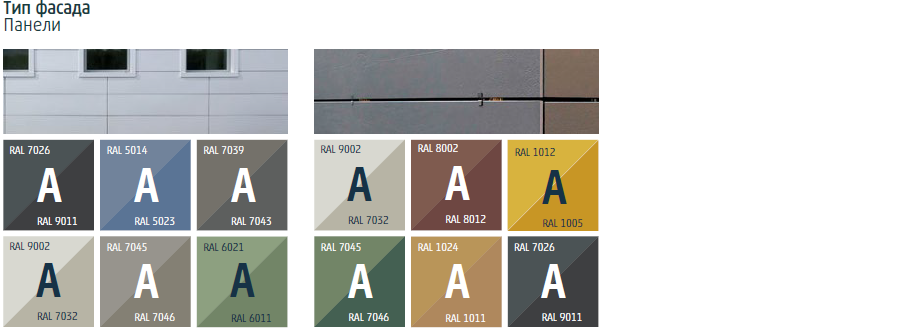 Тип фасада
Панели
RAL 7026
A
RAL 9011
RAL 5014
A
RAL 5023
RAL 7039
A
RAL 7043
RAL 9002
A
RAL 7032
RAL 8002
A
RAL 8012
RAL 1012
A
RAL 1005
RAL 9002
A
RAL 7032
RAL 7045
A
RAL 7046
RAL 6021
A
RAL 6011
RAL 7045
A
RAL 7046
RAL 1024
A
RAL 1011
RAL 7026
A
RAL 9011